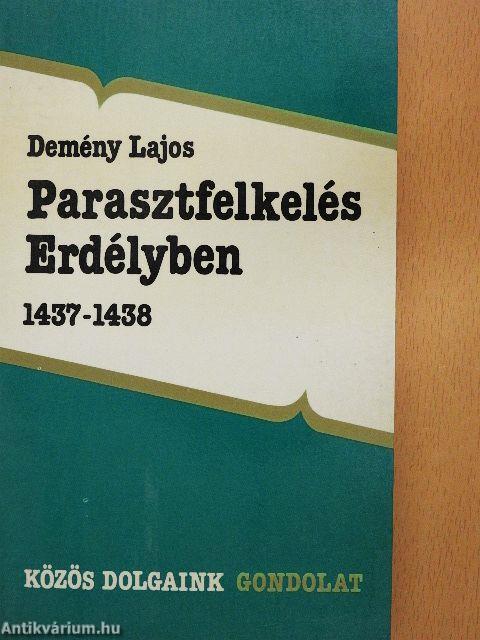 Demény Lajos
Parasztfelkelés
Erdélyben
1437-1438
KÖZÖS DOLGAINK GONDOLAT
Antikvárium.hu